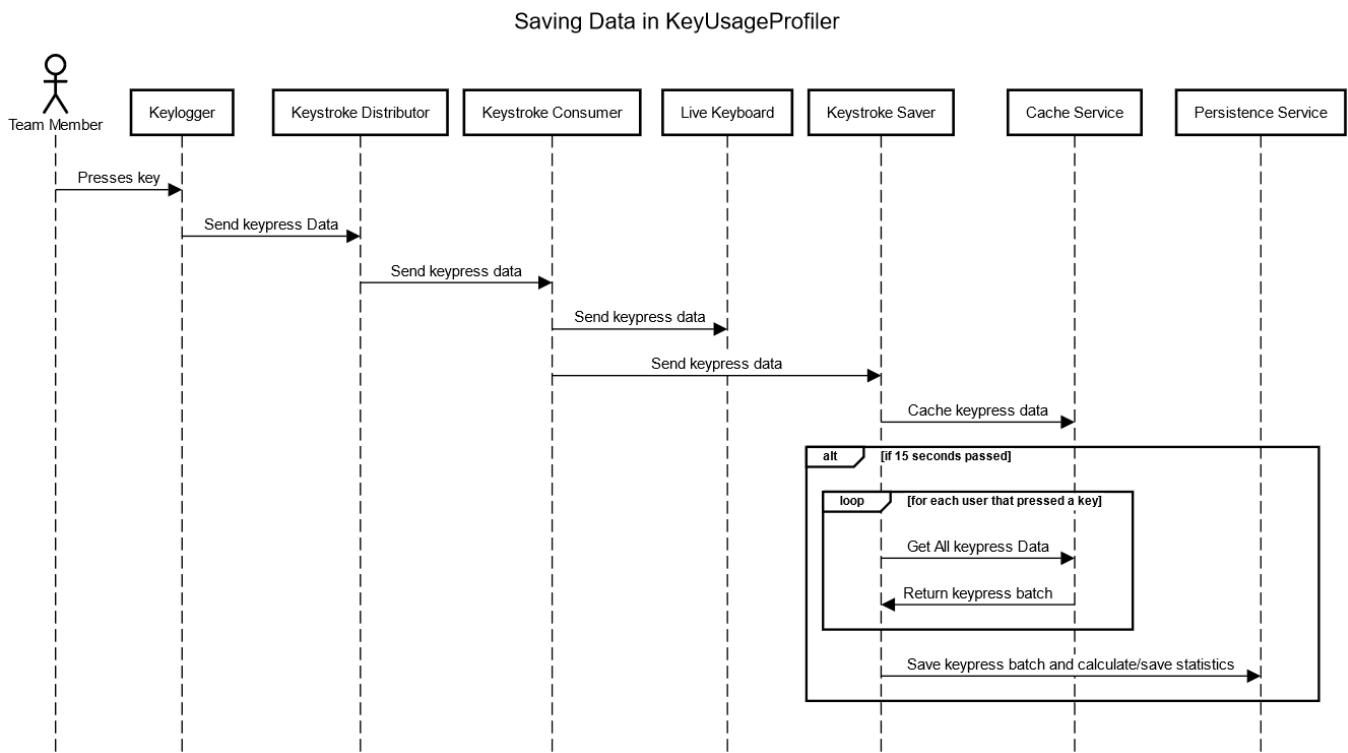 Saving Data in KeyUsageProfiler
Team Member
Keylogger
Keystroke Distributor
Keystroke Consumer
Live Keyboard
Keystroke Saver
Cache Service
Persistence Service
Presses key
Send keypress Data
Send keypress data
Send keypress data
Send keypress data
Cache keypress data
alt [if 15 seconds passed]
loop [for each user that pressed a key]
Get All keypress Data
Return keypress batch
Save keypress batch and calculate/save statistics